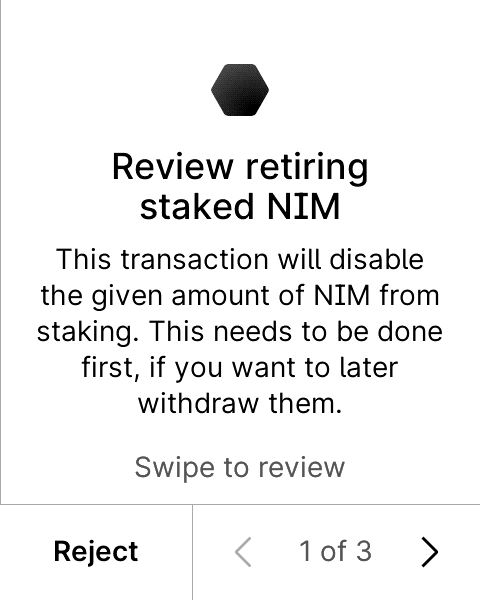 Review retiring
staked NIM
This transaction will disable
the given amount of NIM from
staking. This needs to be done
first, if you want to later
withdraw them.
Swipe to review
Reject
1 of 3